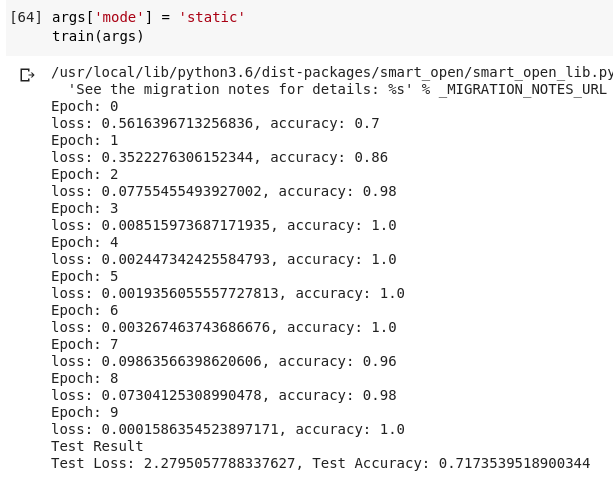 [64] args['mode'] = 'static'
train(args)
/usr/local/lib/python3.6/dist-packages/smart_open/smart_open_lib.py
'See the migration notes for details: %s' % _MIGRATION_NOTES_URL
Epoch: 0
loss: 0.5616396713256836, accuracy: 0.7
Epoch: 1
loss: 0.3522276306152344, accuracy: 0.86
Epoch: 2
loss: 0.07755455493927002, accuracy: 0.98
Epoch: 3
loss: 0.008515973687171935, accuracy: 1.0
Epoch: 4
loss: 0.002447342425584793, accuracy: 1.0
Epoch: 5
loss: 0.0019356055557727813, accuracy: 1.0
Epoch: 6
loss: 0.003267463743686676, accuracy: 1.0
Epoch: 7
loss: 0.09863566398620606, accuracy: 0.96
Epoch: 8
loss: 0.07304125308990478, accuracy: 0.98
Epoch: 9
loss: 0.0001586354523897171, accuracy: 1.0
Test Result
Test Loss: 2.2795057788337627, Test Accuracy: 0.7173539518900344